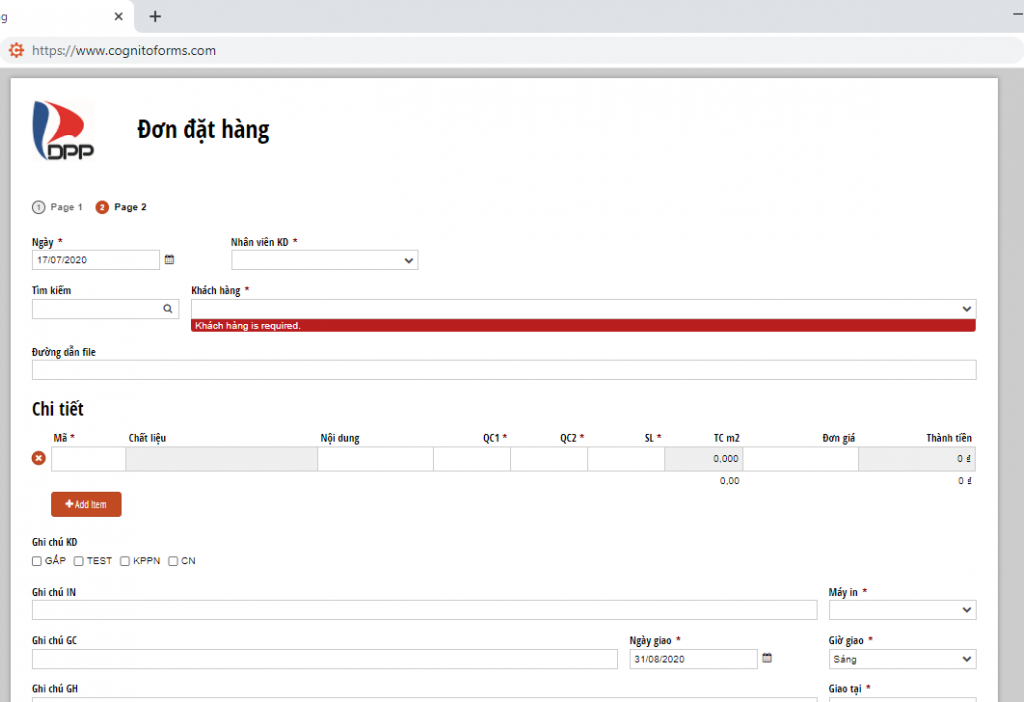 g
https://www.cognitoforms.com
DPP
Đơn đặt hàng
1 Page 1 2 Page 2
Ngày * Nhân viên KD *
17/07/2020
Tìm kiếm Khách hàng *
Khách hàng is required.
Đường dẫn file
Chi tiết
Mã * Chất liệu Nội dung QC1 * QC2 * SL * TC m2 Đơn giá Thành tiền
0,000 0 ₫
0,00 0 ₫
Add Item
Ghi chú KD
GẤP TEST KPPN CN
Ghi chú IN Máy in *
Ghi chú GC Ngày giao * Giờ giao *
31/08/2020 Sáng
Ghi chú GH Giao tại *